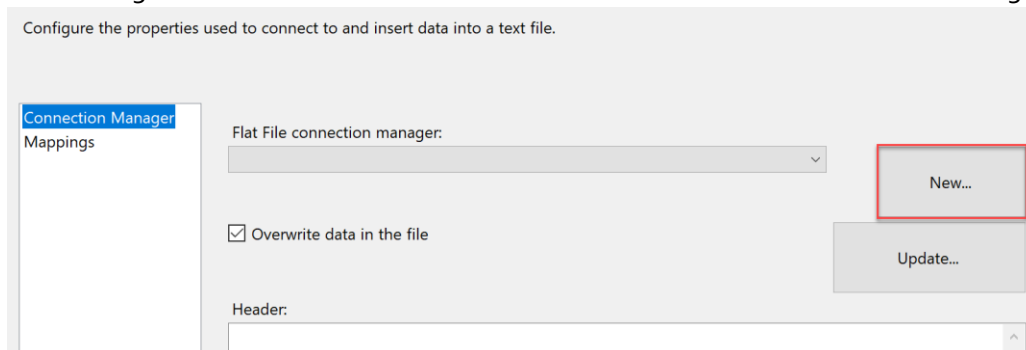 Configure the properties used to connect to and insert data into a text file.
Connection Manager
Mappings
Flat File connection manager:
New...
Overwrite data in the file
Update...
Header: